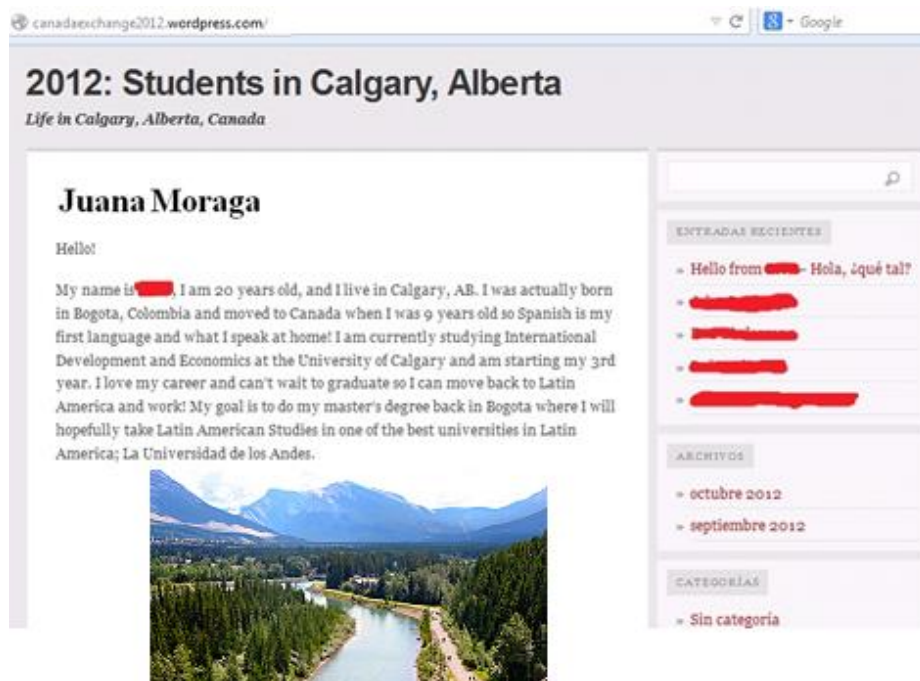 canadaexchange2012.wordpress.com/
Google
2012: Students in Calgary, Alberta
Life in Calgary, Alberta, Canada
Juana Moraga
Hello!
My name is , I am 20 years old, and I live in Calgary, AB. I was actually born
in Bogota, Colombia and moved to Canada when I was 9 years old so Spanish is my
first language and what I speak at home! I am currently studying International
Development and Economics at the University of Calgary and am starting my 3rd
year. I love my career and can't wait to graduate so I can move back to Latin
America and work! My goal is to do my master's degree back in Bogota where I will
hopefully take Latin American Studies in one of the best universities in Latin
America; La Universidad de los Andes.
ENTRADAS RECIENTES
» Hello from - Hola, ¿qué tal?
ARCHIVOS
» octubre 2012
» septiembre 2012
CATEGORÍAS
» Sin categoría